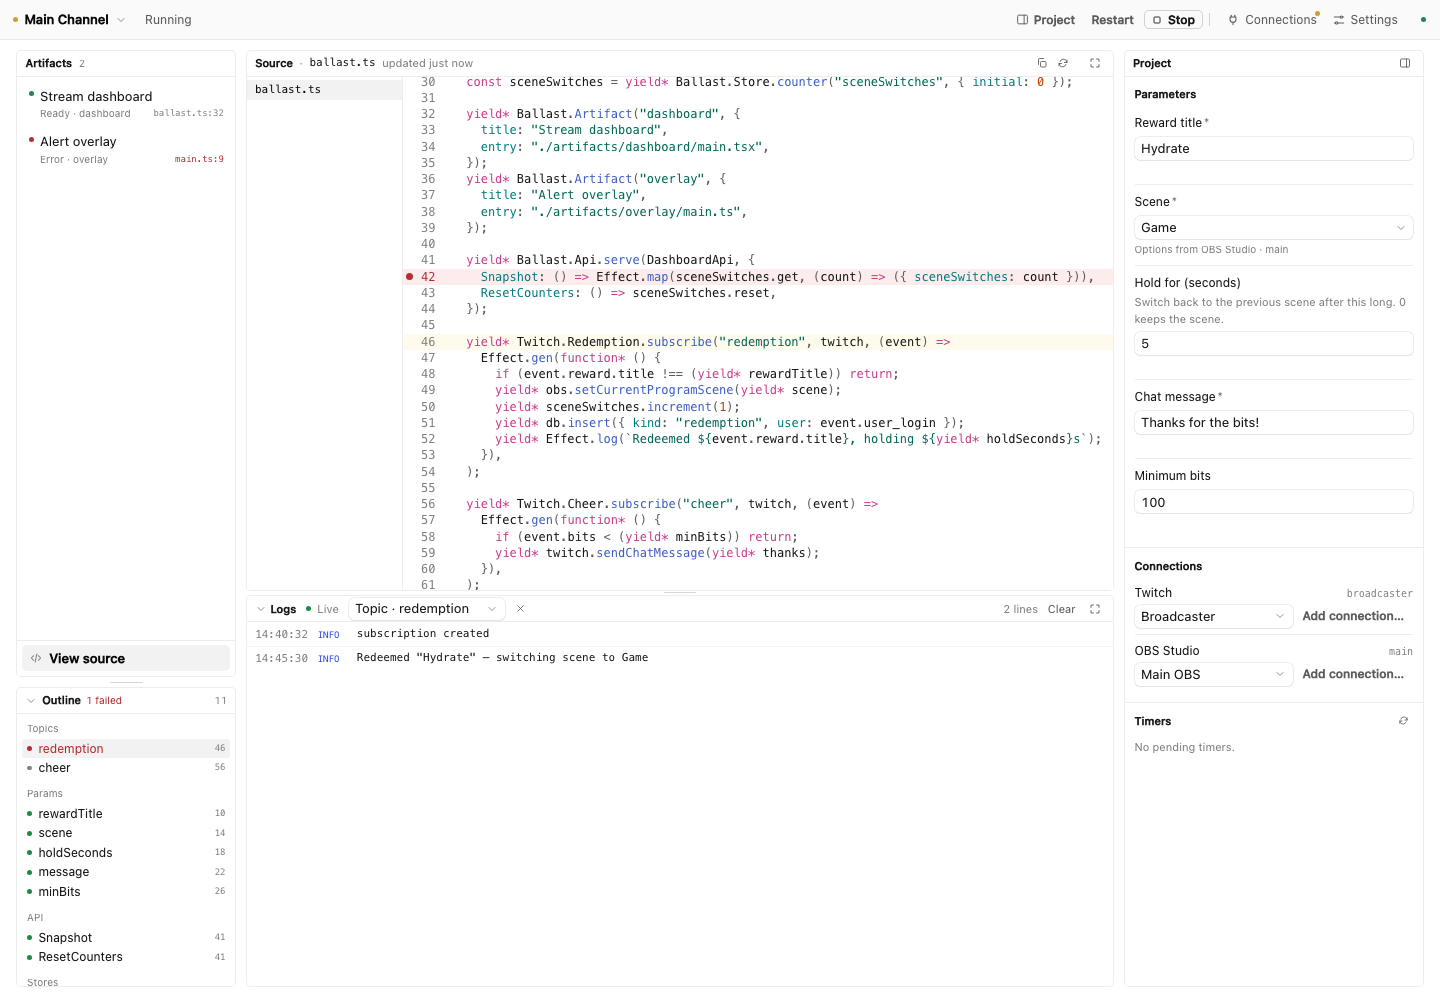 Main Channel
Running
Project
Restart
Stop
Connections
Settings
Artifacts 2
Stream dashboard
Ready · dashboard ballast.ts:32
Alert overlay
Error · overlay main.ts:9
View source
Outline 1 failed 11
Topics
redemption 46
cheer 56
Params
rewardTitle 10
scene 14
holdSeconds 18
message 22
minBits 26
API
Snapshot 41
ResetCounters 41
Stores
Source · ballast.ts updated just now
ballast.ts
30 const sceneSwitches = yield* Ballast.Store.counter("sceneSwitches", { initial: 0 });
31
32 yield* Ballast.Artifact("dashboard", {
33 title: "Stream dashboard",
34 entry: "./artifacts/dashboard/main.tsx",
35 });
36 yield* Ballast.Artifact("overlay", {
37 title: "Alert overlay",
38 entry: "./artifacts/overlay/main.ts",
39 });
40
41 yield* Ballast.Api.serve(DashboardApi, {
42 Snapshot: () => Effect.map(sceneSwitches.get, (count) => ({ sceneSwitches: count })),
43 ResetCounters: () => sceneSwitches.reset,
44 });
45
46 yield* Twitch.Redemption.subscribe("redemption", twitch, (event) =>
47 Effect.gen(function* () {
48 if (event.reward.title !== (yield* rewardTitle)) return;
49 yield* obs.setCurrentProgramScene(yield* scene);
50 yield* sceneSwitches.increment(1);
51 yield* db.insert({ kind: "redemption", user: event.user_login });
52 yield* Effect.log(`Redeemed ${event.reward.title}, holding ${yield* holdSeconds}s`);
53 }),
54 );
55
56 yield* Twitch.Cheer.subscribe("cheer", twitch, (event) =>
57 Effect.gen(function* () {
58 if (event.bits < (yield* minBits)) return;
59 yield* twitch.sendChatMessage(yield* thanks);
60 }),
61 );
Logs Live Topic · redemption 2 lines Clear
14:40:32 INFO subscription created
14:45:30 INFO Redeemed "Hydrate" — switching scene to Game
Project
Parameters
Reward title*
Hydrate
Scene*
Game
Options from OBS Studio · main
Hold for (seconds)
Switch back to the previous scene after this long. 0
keeps the scene.
5
Chat message*
Thanks for the bits!
Minimum bits
100
Connections
Twitch broadcaster
Broadcaster Add connection...
OBS Studio main
Main OBS Add connection...
Timers
No pending timers.